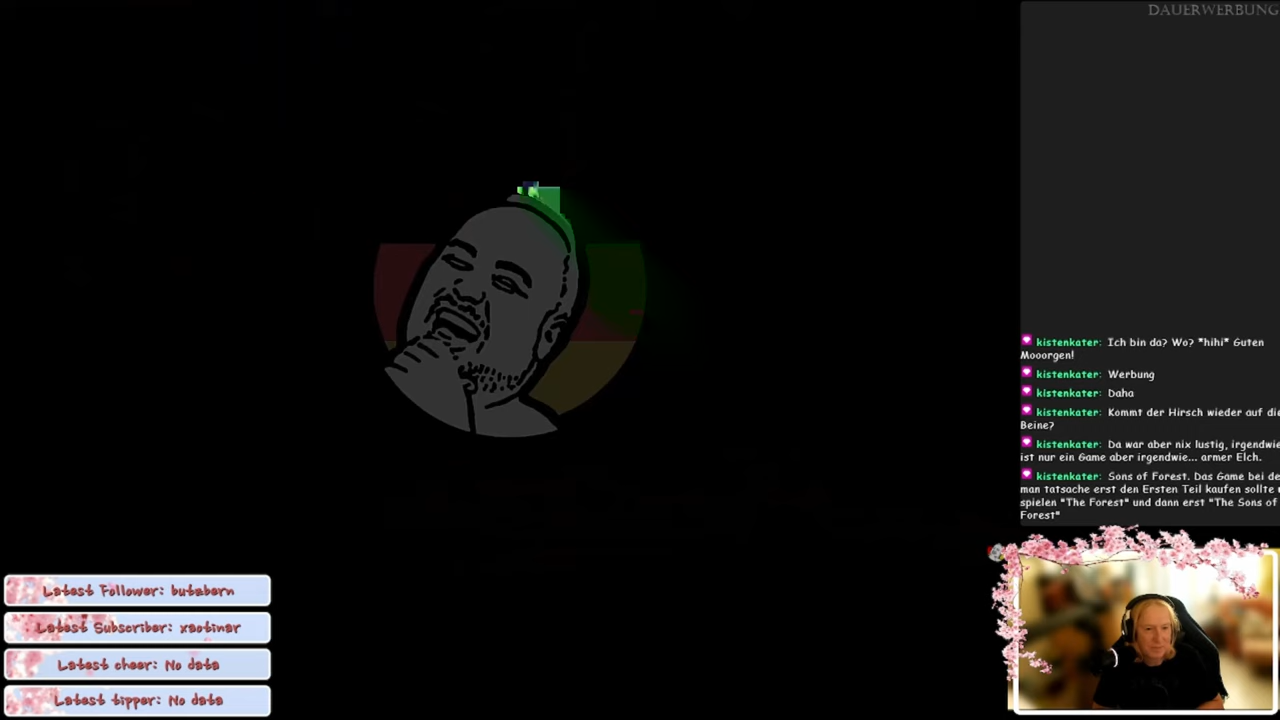 DAUERWERBUNG
kistenkater: Ich bin da? Wo? *hihi* Guten
Mooorgen!
kistenkater: Werbung
kistenkater: Daha
kistenkater: Kommt der Hirsch wieder auf die
Beine?
kistenkater: Da war aber nix lustig, irgendwie
ist nur ein Game aber irgendwie... armer Elch.
kistenkater: Sons of Forest. Das Game bei de
man tatsache erst den Ersten Teil kaufen sollte
spielen "The Forest" und dann erst "The Sons of
Forest"
Latest Follower: butzbern
Latest Subscriber: xaotinar
Latest cheer: No data
Latest tipper: No data